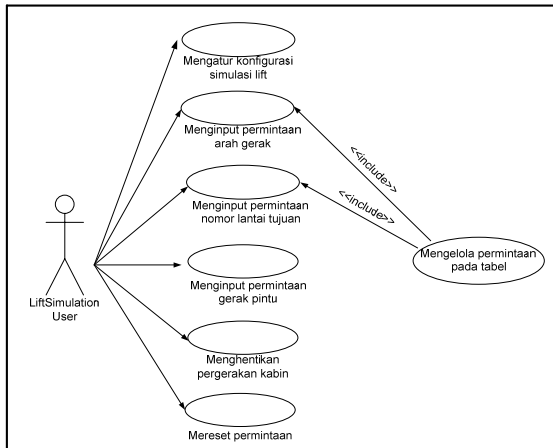 Mengatur konfigurasi
simulasi lift
Menginput permintaan
arah gerak
<<include>>
<<include>>
Menginput permintaan
nomor lantai tujuan
Mengelola permintaan
pada tabel
LiftSimulation
User
Menginput permintaan
gerak pintu
Menghentikan
pergerakan kabin
Mereset permintaan